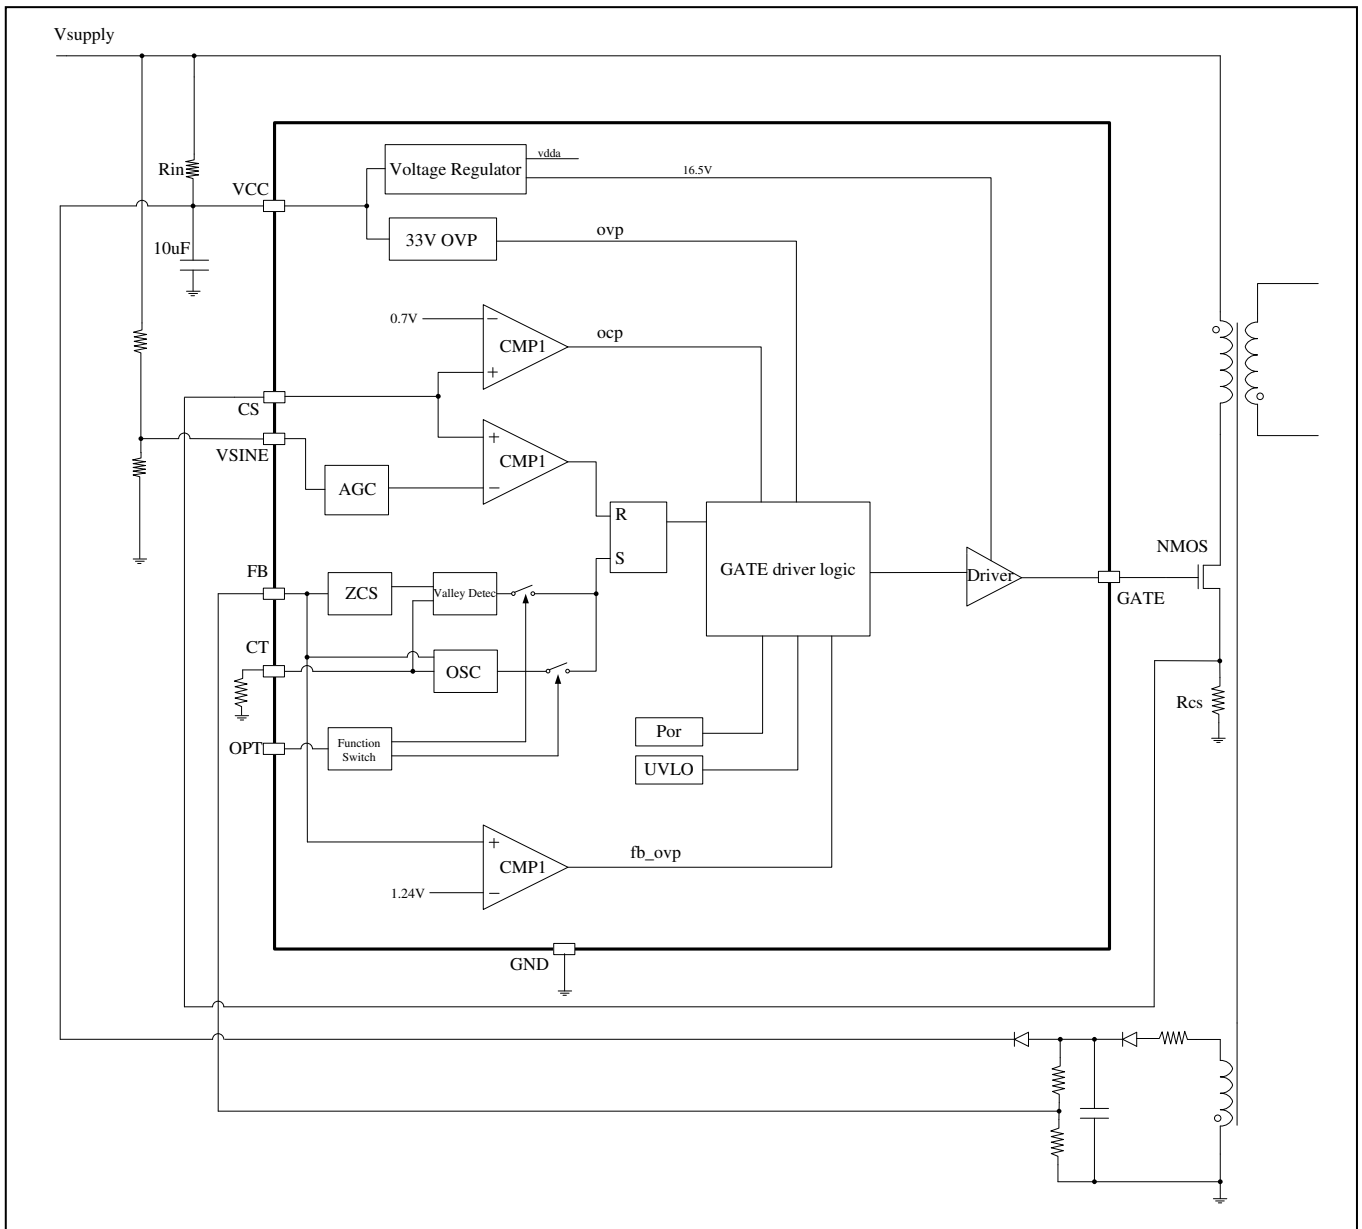 Vsupply
Rin
VCC
10uF
Voltage Regulator
vdda
16.5V
33V OVP
ovp
0.7V
CMP1
ocp
CS
VSINE
AGC
CMP1
R
S
FB
ZCS
Valley Detec
CT
OSC
OPT
Function
Switch
GATE driver logic
Driver
NMOS
GATE
Rcs
Por
UVLO
CMP1
fb_ovp
1.24V
GND